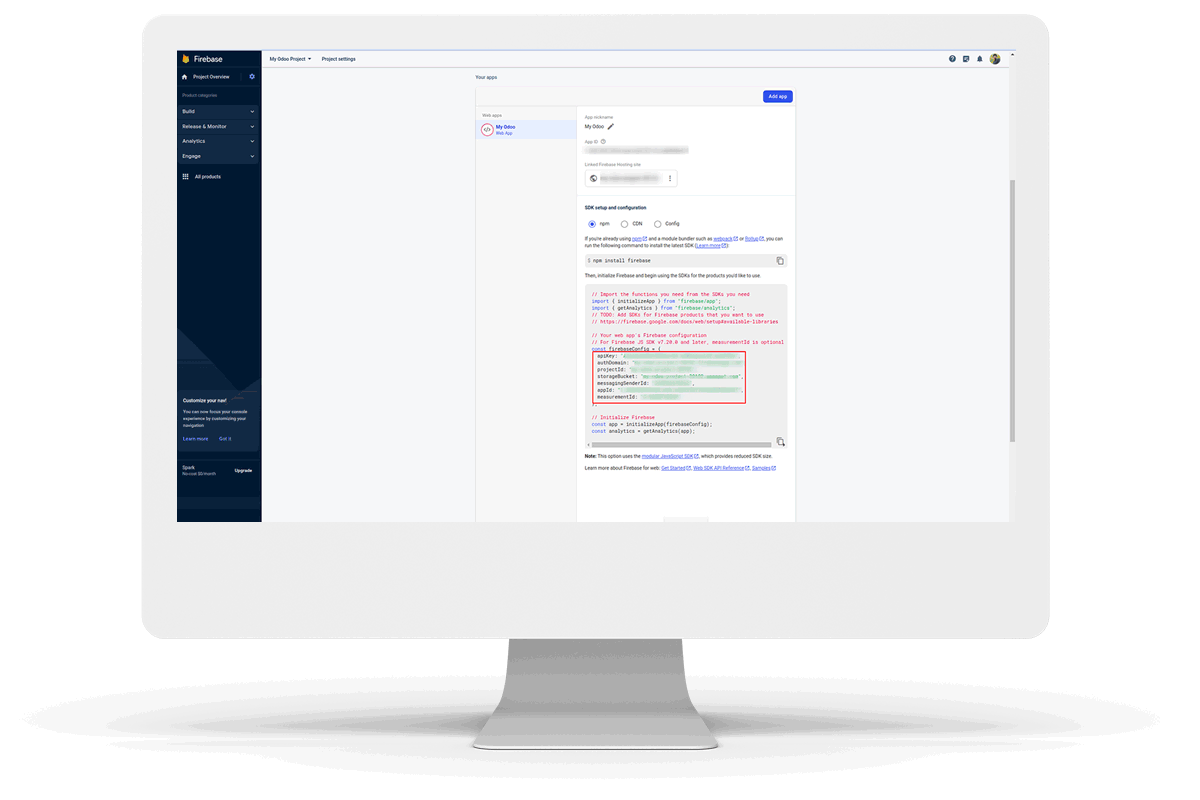 Firebase
My Odoo Project
Project settings
Project Overview
Product categories
Build
Release & Monitor
Analytics
Engage
All products
Customize your nav!
You can now focus your console
experience by customizing your
navigation
Learn more
Got it
Spark
No-cost $0/month
Upgrade
Your apps
Add app
Web apps
</> My Odoo
Web App
App nickname
My Odoo
App ID
Linked Firebase Hosting site
SDK setup and configuration
npm
CDN
Config
If you're already using npm and a module bundler such as webpack or Rollup, you can
run the following command to install the latest SDK (Learn more):
$ npm install firebase
Then, initialize Firebase and begin using the SDKs for the products you'd like to use.
// Import the functions you need from the SDKs you need
import { initializeApp } from "firebase/app";
import { getAnalytics } from "firebase/analytics";
// TODO: Add SDKs for Firebase products that you want to use
// https://firebase.google.com/docs/web/setup#available-libraries
// Your web app's Firebase configuration
// For Firebase JS SDK v7.20.0 and later, measurementId is optional
const firebaseConfig = {
apiKey: "
authDomain: "
projectId: "
storageBucket: "
messagingSenderId:
appId: "
measurementId:
};
// Initialize Firebase
const app = initializeApp(firebaseConfig);
const analytics = getAnalytics(app);
Note: This option uses the modular JavaScript SDK, which provides reduced SDK size.
Learn more about Firebase for web: Get Started, Web SDK API Reference, Samples